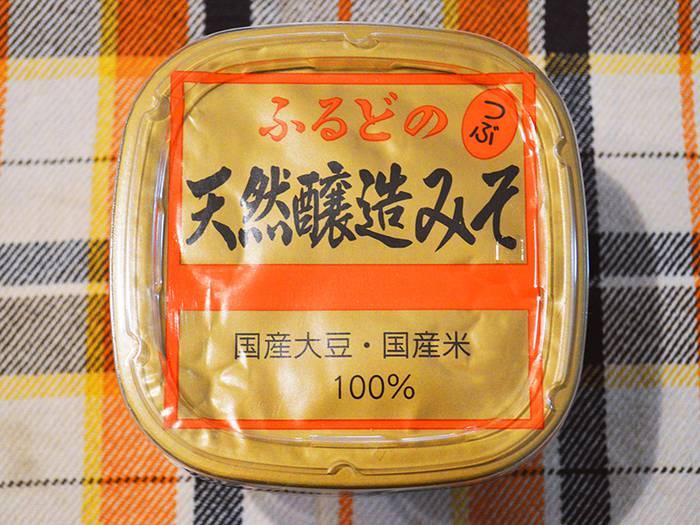 ふるどの
つぶ
天然醸造みそ
国産大豆・国産米
100%